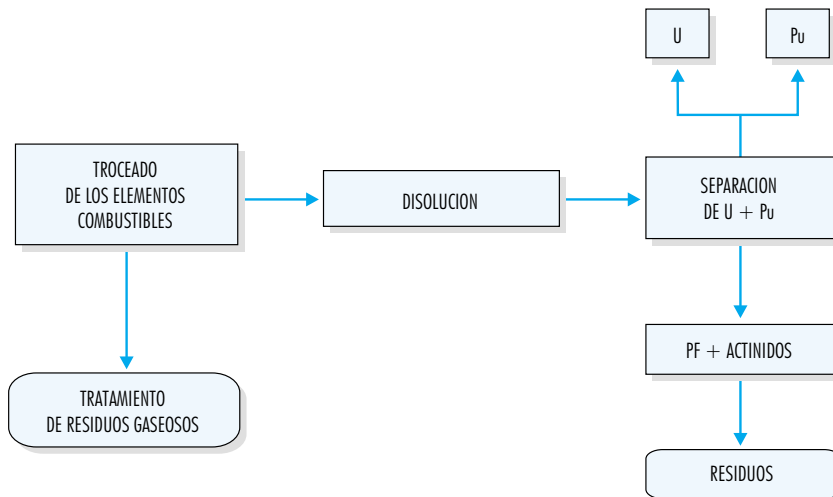 U
Pu
TROCEADO
DE LOS ELEMENTOS
COMBUSTIBLES
DISOLUCION
SEPARACION
DE U + Pu
PF + ACTINIDOS
TRATAMIENTO
DE RESIDUOS GASEOSOS
RESIDUOS